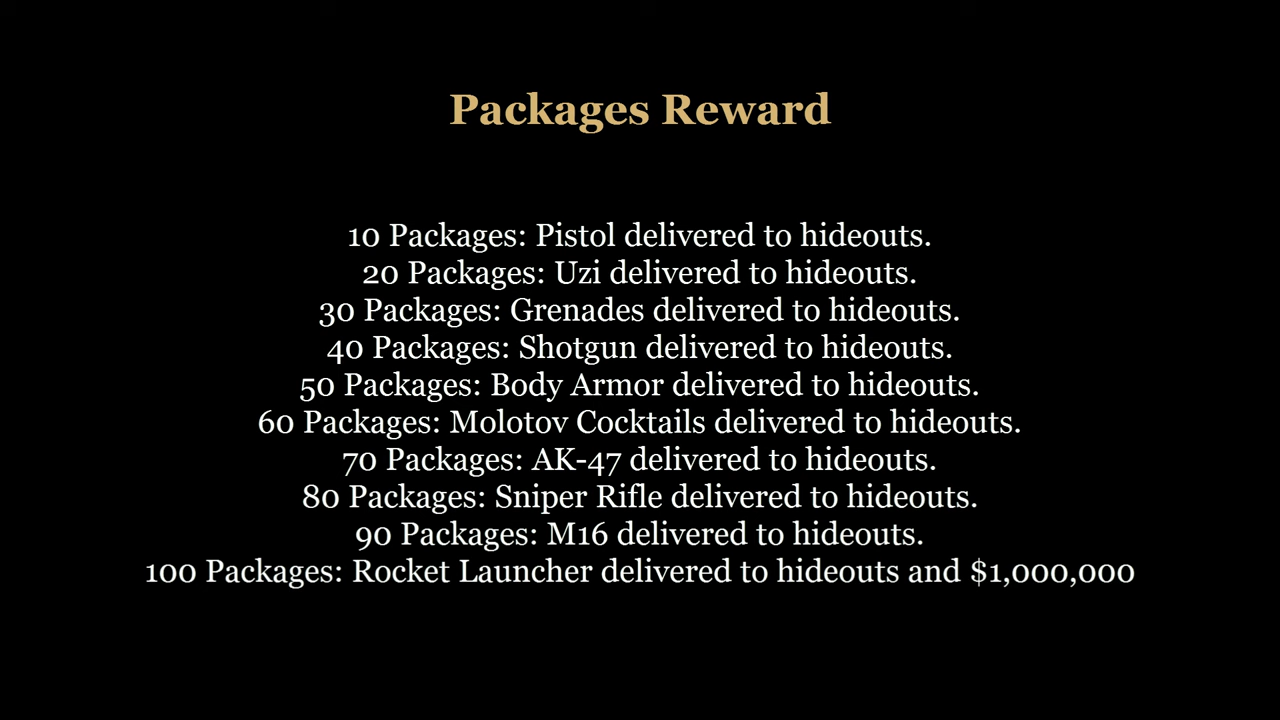 Packages Reward
10 Packages: Pistol delivered to hideouts.
20 Packages: Uzi delivered to hideouts.
30 Packages: Grenades delivered to hideouts.
40 Packages: Shotgun delivered to hideouts.
50 Packages: Body Armor delivered to hideouts.
60 Packages: Molotov Cocktails delivered to hideouts.
70 Packages: AK-47 delivered to hideouts.
80 Packages: Sniper Rifle delivered to hideouts.
90 Packages: M16 delivered to hideouts.
100 Packages: Rocket Launcher delivered to hideouts and $1,000,000